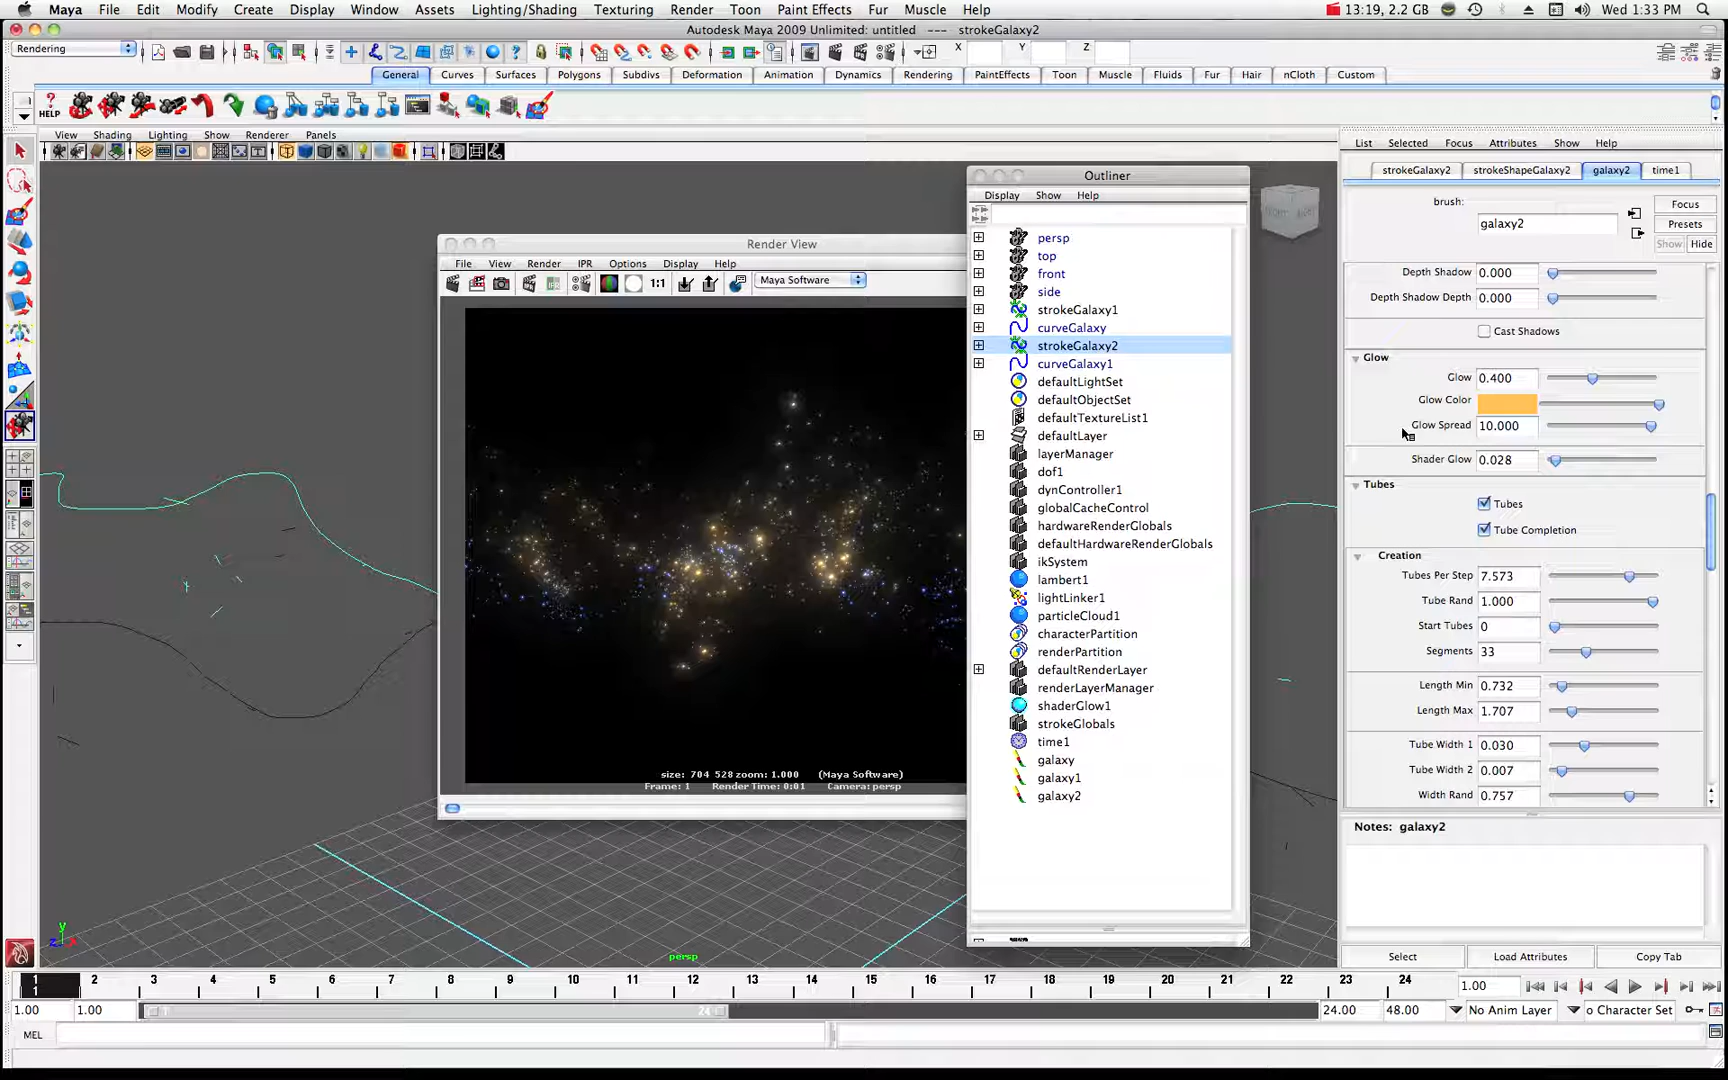 Maya File Edit Modify Create Display Window Assets Lighting/Shading Texturing Render Toon Paint Effects Fur Muscle Help 13:19, 2.2 GB Wed 1:33 PM
Autodesk Maya 2009 Unlimited: untitled --- strokeGalaxy2
Rendering X Y Z
General Curves Surfaces Polygons Subdivs Deformation Animation Dynamics Rendering PaintEffects Toon Muscle Fluids Fur Hair nCloth Custom
HELP
View Shading Lighting Show Renderer Panels
List Selected Focus Attributes Show Help
strokeGalaxy2 strokeShapeGalaxy2 galaxy2 time1
brush:
galaxy2
Focus
Presets
Show Hide
Depth Shadow 0.000
Depth Shadow Depth 0.000
Cast Shadows
Glow
Glow 0.400
Glow Color
Glow Spread 10.000
Shader Glow 0.028
Tubes
Tubes
Tube Completion
Creation
Tubes Per Step 7.573
Tube Rand 1.000
Start Tubes 0
Segments 33
Length Min 0.732
Length Max 1.707
Tube Width 1 0.030
Tube Width 2 0.007
Width Rand 0.757
Notes: galaxy2
Select Load Attributes Copy Tab
Outliner
Display Show Help
persp
top
front
side
strokeGalaxy1
curveGalaxy
strokeGalaxy2
curveGalaxy1
defaultLightSet
defaultObjectSet
defaultTextureList1
defaultLayer
layerManager
dof1
dynController1
globalCacheControl
hardwareRenderGlobals
defaultHardwareRenderGlobals
ikSystem
lambert1
lightLinker1
particleCloud1
characterPartition
renderPartition
defaultRenderLayer
renderLayerManager
shaderGlow1
strokeGlobals
time1
galaxy
galaxy1
galaxy2
Render View
File View Render IPR Options Display Help
1:1 Maya Software
size: 704 528 zoom: 1.000 (Maya Software)
Frame: 1 Render Time: 0:01 Camera: persp
y
z
persp
1 2 3 4 5 6 7 8 9 10 11 12 13 14 15 16 17 18 19 20 21 22 23 24
1
1.00
1.00 1.00 24 24.00 48.00 No Anim Layer o Character Set
MEL